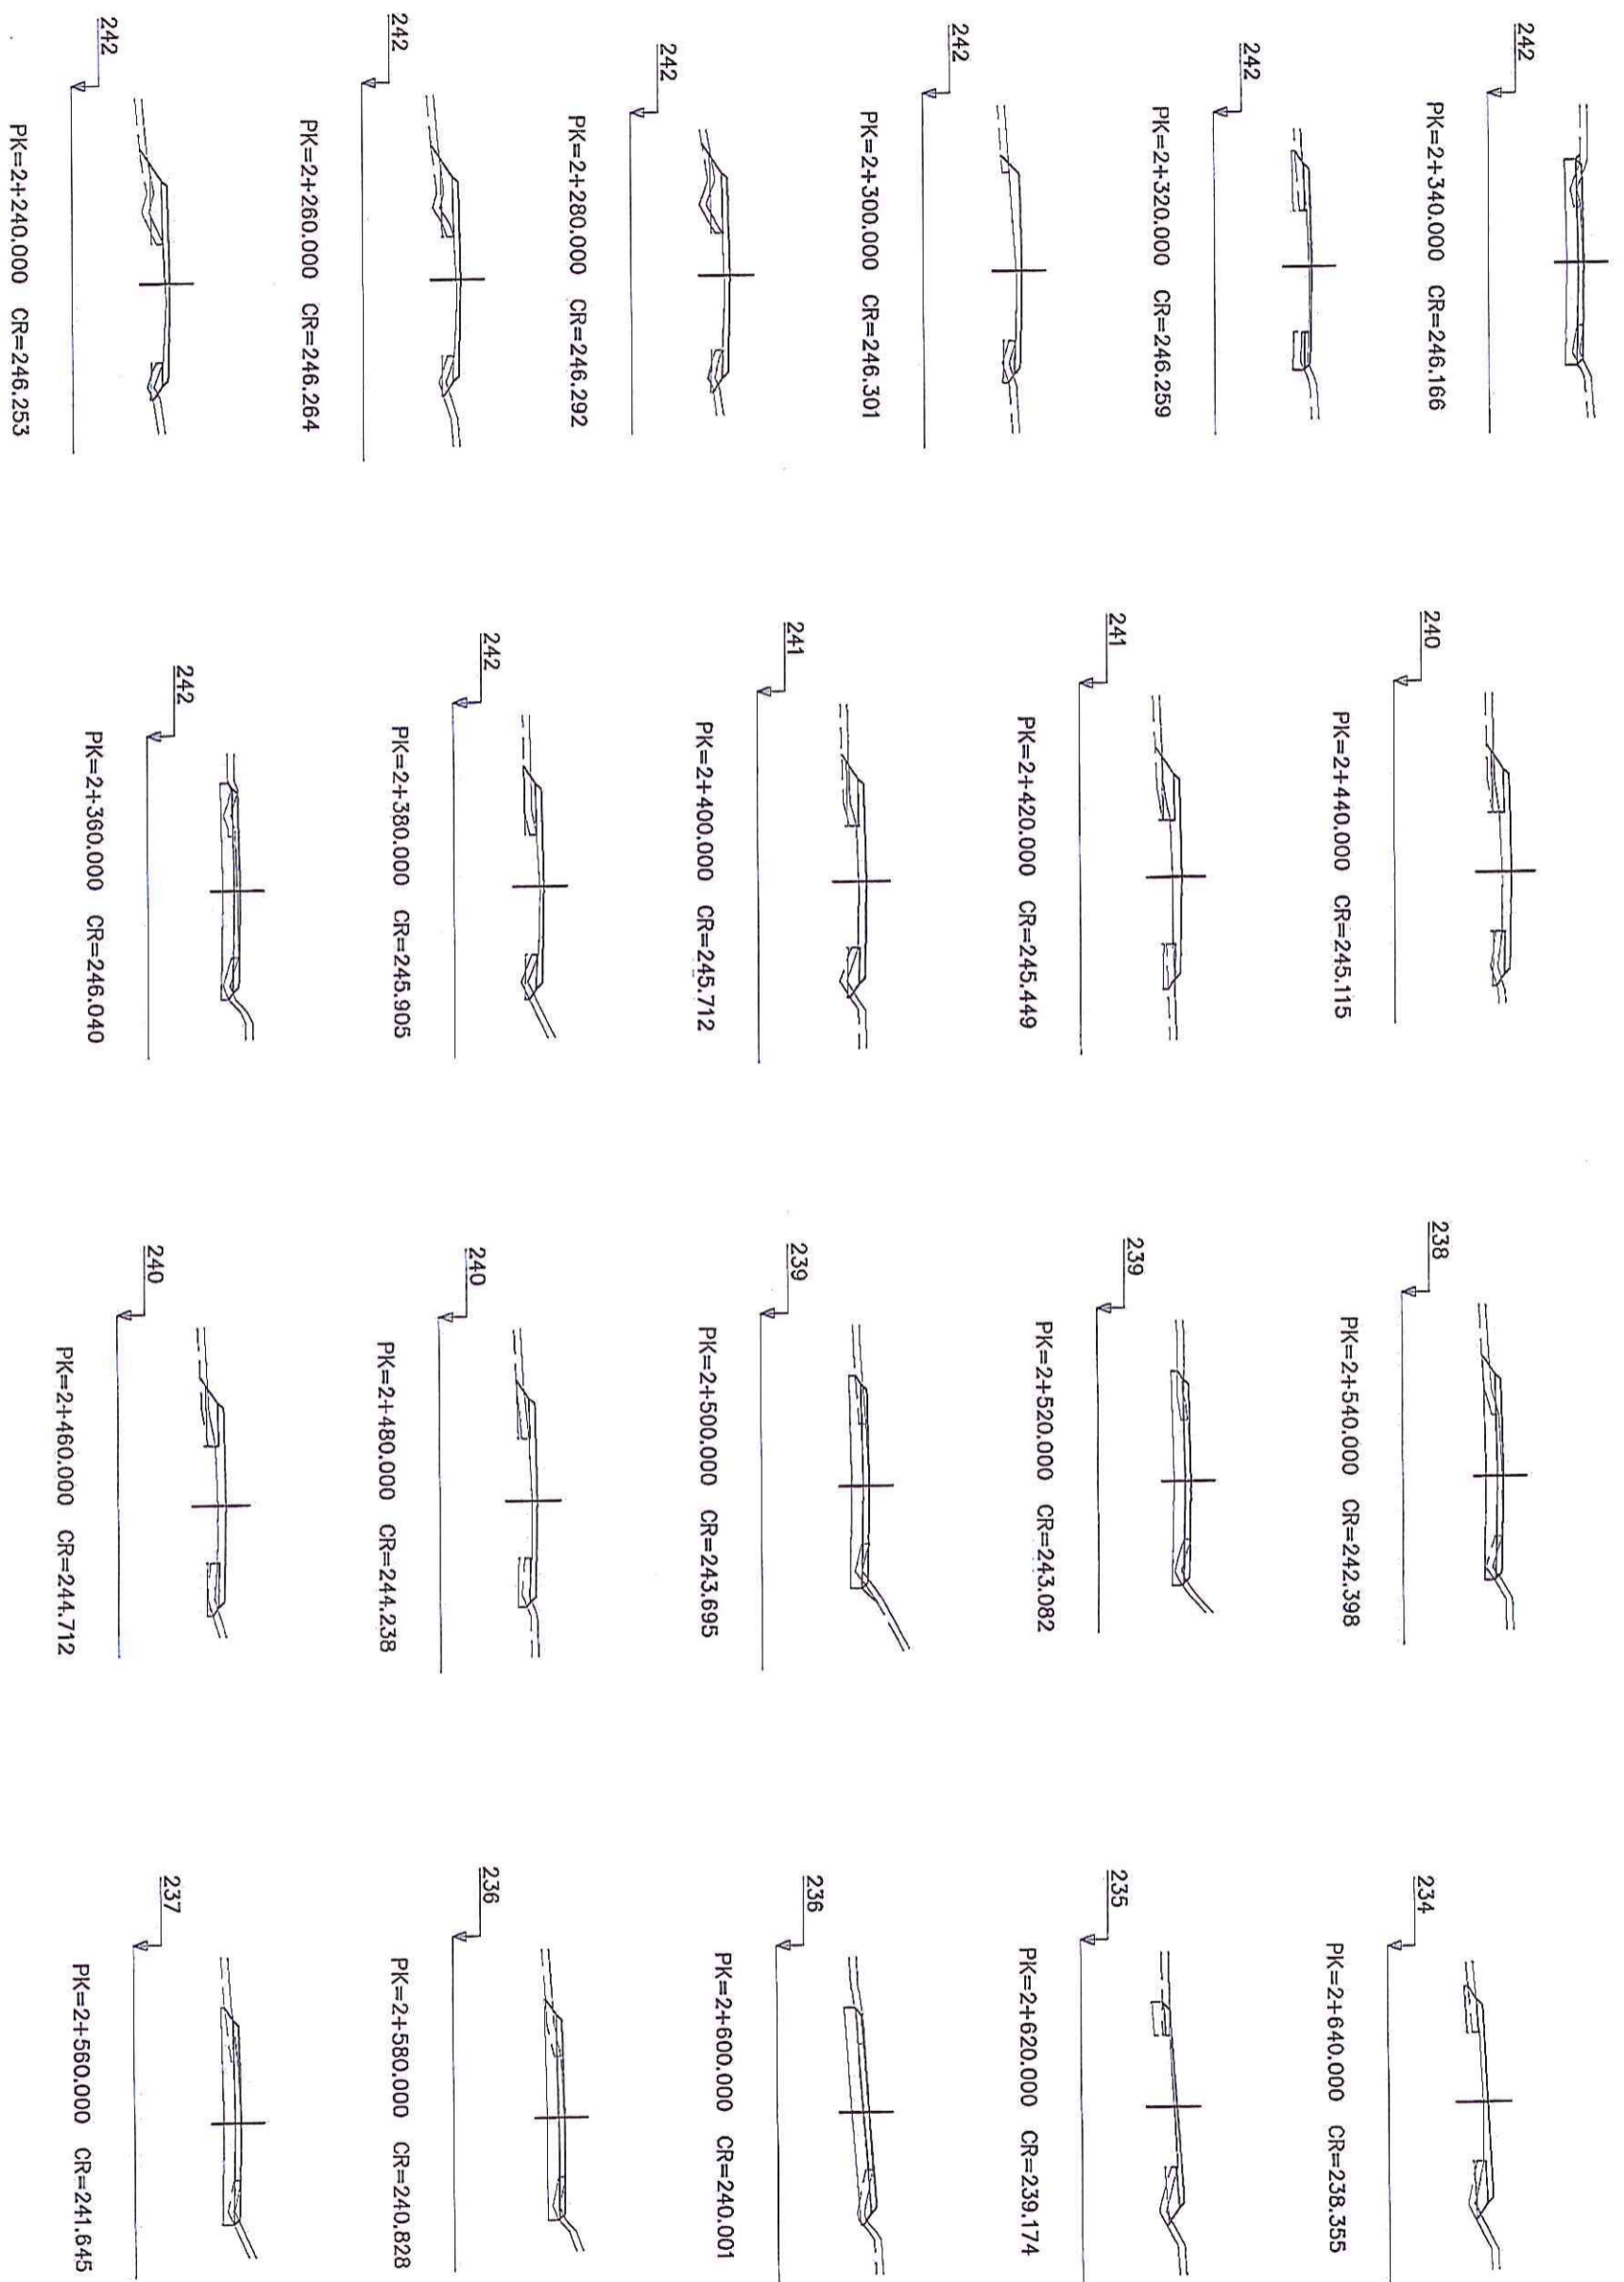 242
PK=2+340.000 CR=246.166
242
PK=2+320.000 CR=246.259
242
PK=2+300.000 CR=246.301
242
PK=2+280.000 CR=246.292
242
PK=2+260.000 CR=246.264
242
PK=2+240.000 CR=246.253
240
PK=2+440.000 CR=245.115
241
PK=2+420.000 CR=245.449
241
PK=2+400.000 CR=245.712
242
PK=2+380.000 CR=245.905
242
PK=2+360.000 CR=246.040
238
PK=2+540.000 CR=242.398
239
PK=2+520.000 CR=243.082
239
PK=2+500.000 CR=243.695
240
PK=2+480.000 CR=244.238
240
PK=2+460.000 CR=244.712
234
PK=2+640.000 CR=238.355
235
PK=2+620.000 CR=239.174
236
PK=2+600.000 CR=240.001
236
PK=2+580.000 CR=240.828
237
PK=2+560.000 CR=241.645